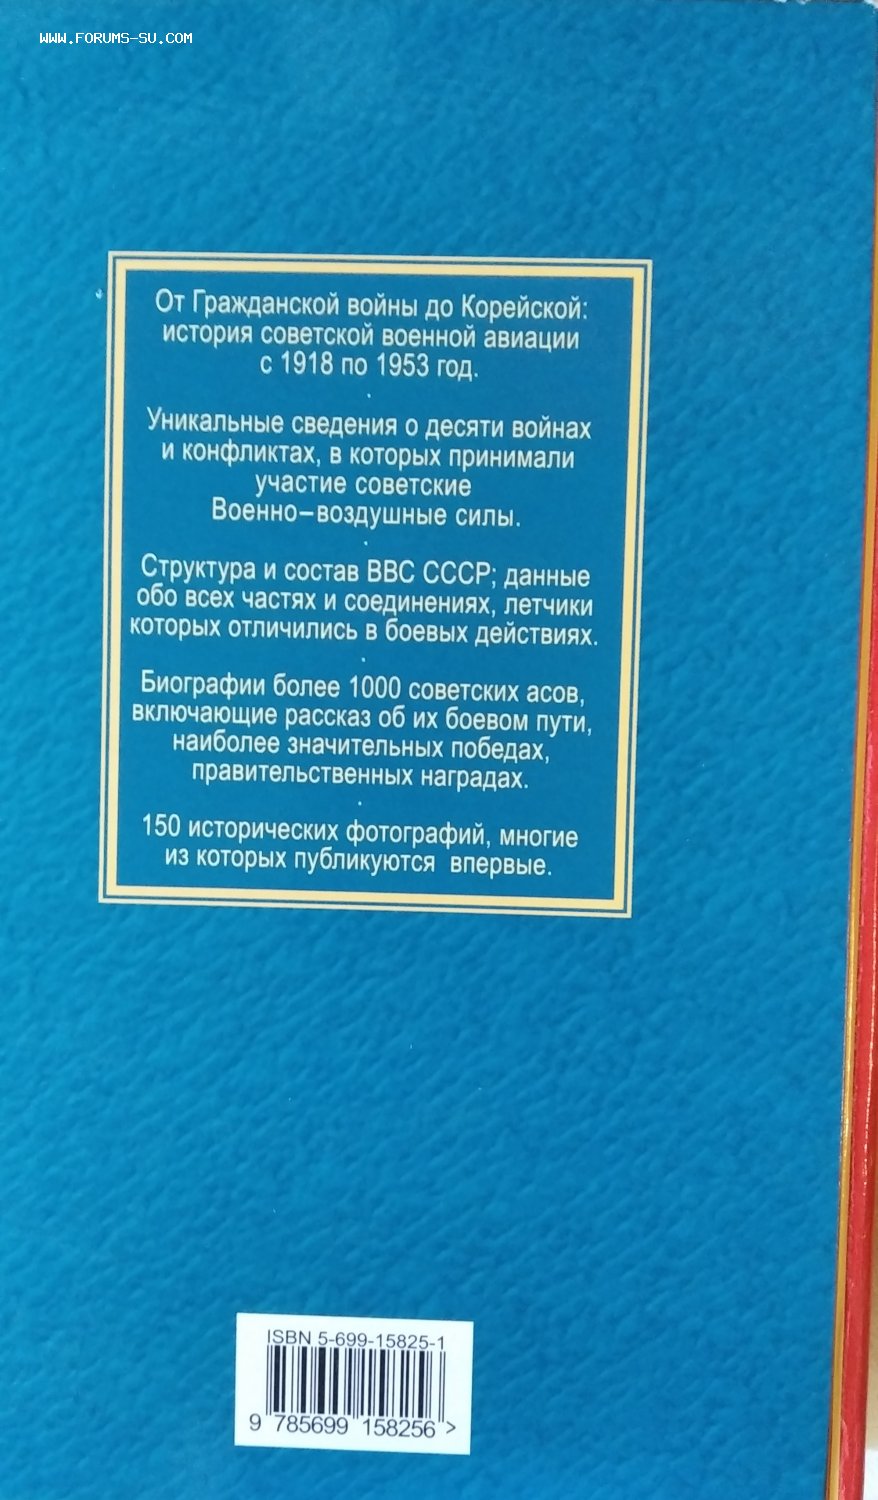 WWW.FORUMS-SU.COM
От Гражданской войны до Корейской:
история советской военной авиации
с 1918 по 1953 год.
Уникальные сведения о десяти войнах
и конфликтах, в которых принимали
участие советские
Военно–воздушные силы.
Структура и состав ВВС СССР; данные
обо всех частях и соединениях, летчики
которых отличились в боевых действиях.
Биографии более 1000 советских асов,
включающие рассказ об их боевом пути,
наиболее значительных победах,
правительственных наградах.
150 исторических фотографий, многие
из которых публикуются впервые.
ISBN 5-699-15825-1
9 785699 158256 >